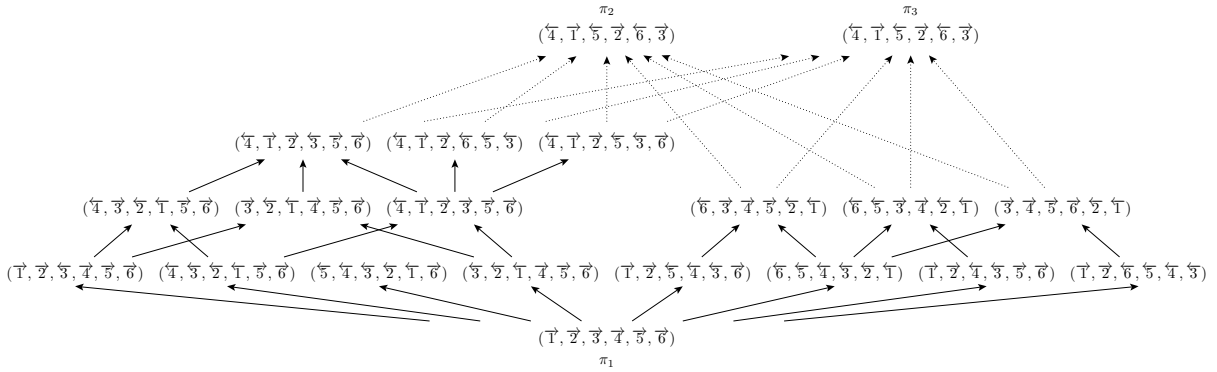 π₂ π₃
(4, 1, 5, 2, 6, 3) (4, 1, 5, 2, 6, 3)
(4, 1, 2, 3, 5, 6) (4, 1, 2, 6, 5, 3) (4, 1, 2, 5, 3, 6)
(4, 3, 2, 1, 5, 6) (3, 2, 1, 4, 5, 6) (4, 1, 2, 3, 5, 6) (6, 3, 4, 5, 2, 1) (6, 5, 3, 4, 2, 1) (3, 4, 5, 6, 2, 1)
(1, 2, 3, 4, 5, 6) (4, 3, 2, 1, 5, 6) (5, 4, 3, 2, 1, 6) (3, 2, 1, 4, 5, 6) (1, 2, 5, 4, 3, 6) (6, 5, 4, 3, 2, 1) (1, 2, 4, 3, 5, 6) (1, 2, 6, 5, 4, 3)
(1, 2, 3, 4, 5, 6)
π₁